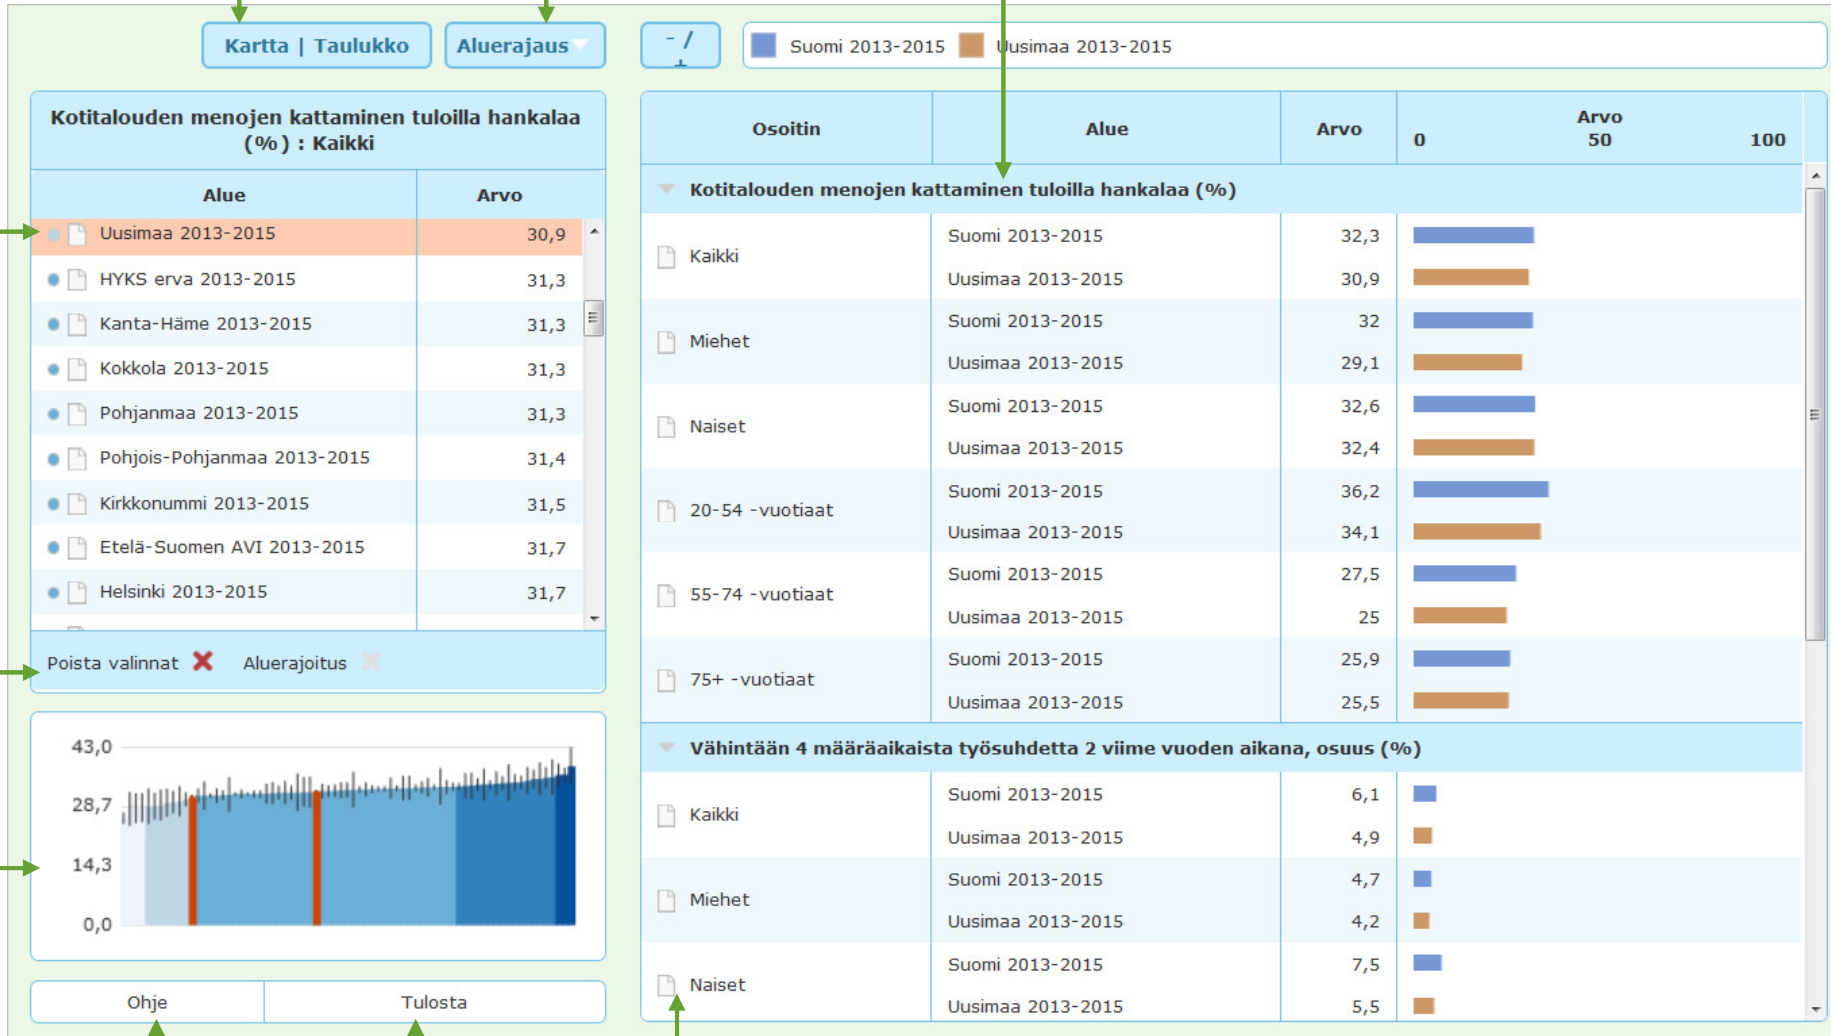 Kartta | Taulukko
Aluerajaus
- / +
Suomi 2013-2015
Uusimaa 2013-2015
Kotitalouden menojen kattaminen tuloilla hankalaa
(%) : Kaikki
Alue Arvo
Uusimaa 2013-2015 30,9
HYKS erva 2013-2015 31,3
Kanta-Häme 2013-2015 31,3
Kokkola 2013-2015 31,3
Pohjanmaa 2013-2015 31,3
Pohjois-Pohjanmaa 2013-2015 31,4
Kirkkonummi 2013-2015 31,5
Etelä-Suomen AVI 2013-2015 31,7
Helsinki 2013-2015 31,7
Poista valinnat Aluerajoitus
43,0
28,7
14,3
0,0
Ohje
Tulosta
Osoitin Alue Arvo Arvo
0 50 100
Kotitalouden menojen kattaminen tuloilla hankalaa (%)
Kaikki
Suomi 2013-2015 32,3
Uusimaa 2013-2015 30,9
Miehet
Suomi 2013-2015 32
Uusimaa 2013-2015 29,1
Naiset
Suomi 2013-2015 32,6
Uusimaa 2013-2015 32,4
20-54 -vuotiaat
Suomi 2013-2015 36,2
Uusimaa 2013-2015 34,1
55-74 -vuotiaat
Suomi 2013-2015 27,5
Uusimaa 2013-2015 25
75+ -vuotiaat
Suomi 2013-2015 25,9
Uusimaa 2013-2015 25,5
Vähintään 4 määräaikaista työsuhdetta 2 viime vuoden aikana, osuus (%)
Kaikki
Suomi 2013-2015 6,1
Uusimaa 2013-2015 4,9
Miehet
Suomi 2013-2015 4,7
Uusimaa 2013-2015 4,2
Naiset
Suomi 2013-2015 7,5
Uusimaa 2013-2015 5,5